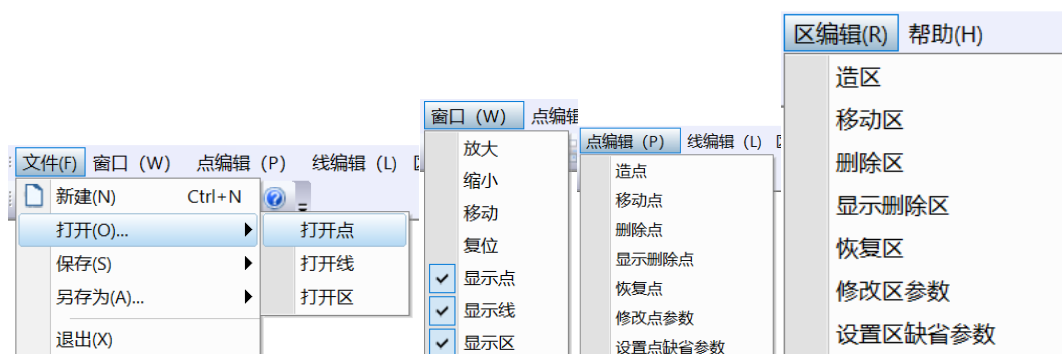 文件(F) 窗口 (W) 点编辑 (P) 线编辑 (L)
新建(N) Ctrl+N
打开(O)...
保存(S)
另存为(A)...
退出(X)
打开点
打开线
打开区
窗口 (W) 点编辑
放大
缩小
移动
复位
显示点
显示线
显示区
点编辑 (P) 线编辑 (L)
造点
移动点
删除点
显示删除点
恢复点
修改点参数
设置点缺省参数
区编辑(R) 帮助(H)
造区
移动区
删除区
显示删除区
恢复区
修改区参数
设置区缺省参数